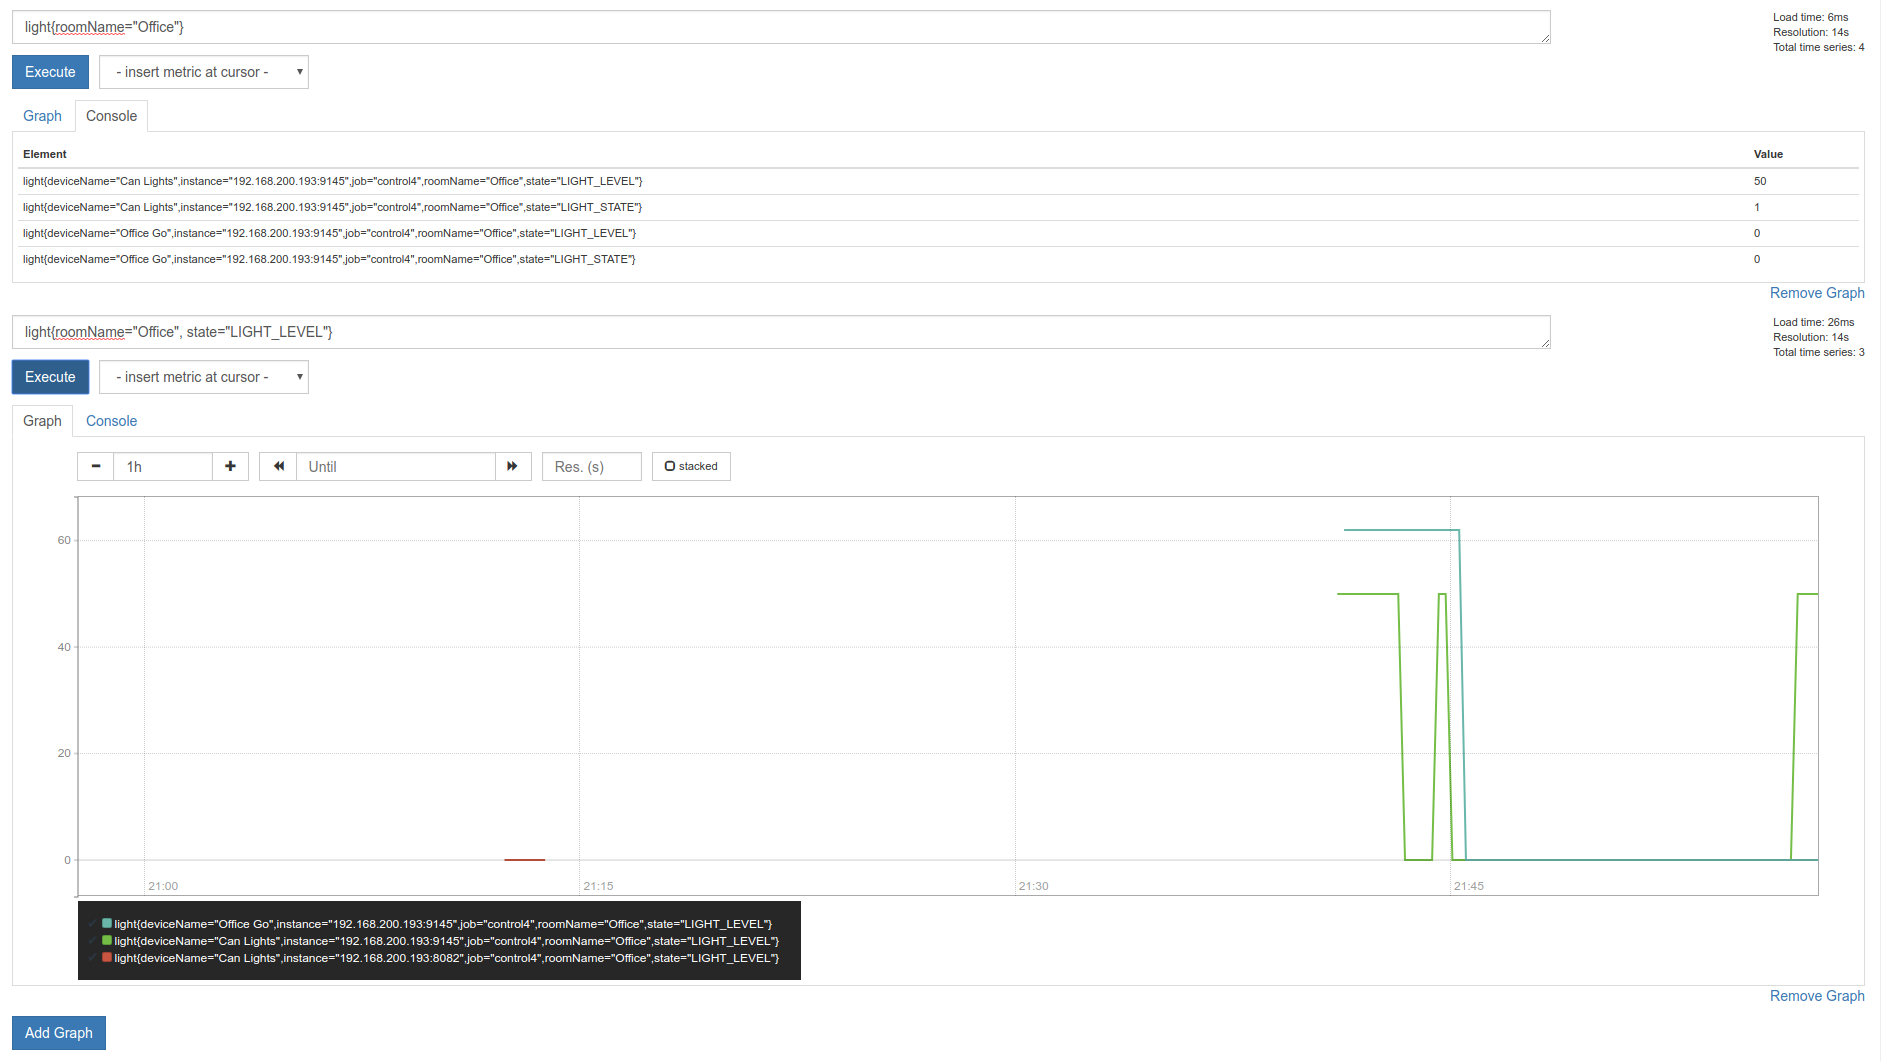 light{roomName="Office"}
Load time: 6ms
Resolution: 14s
Total time series: 4
Execute
- insert metric at cursor -
Graph
Console
Element Value
light{deviceName="Can Lights",instance="192.168.200.193:9145",job="control4",roomName="Office",state="LIGHT_LEVEL"} 50
light{deviceName="Can Lights",instance="192.168.200.193:9145",job="control4",roomName="Office",state="LIGHT_STATE"} 1
light{deviceName="Office Go",instance="192.168.200.193:9145",job="control4",roomName="Office",state="LIGHT_LEVEL"} 0
light{deviceName="Office Go",instance="192.168.200.193:9145",job="control4",roomName="Office",state="LIGHT_STATE"} 0
Remove Graph
light{roomName="Office", state="LIGHT_LEVEL"}
Load time: 26ms
Resolution: 14s
Total time series: 3
Execute
- insert metric at cursor -
Graph
Console
1h
Until
Res. (s)
stacked
60
40
20
0
21:00
21:15
21:30
21:45
light{deviceName="Office Go",instance="192.168.200.193:9145",job="control4",roomName="Office",state="LIGHT_LEVEL"}
light{deviceName="Can Lights",instance="192.168.200.193:9145",job="control4",roomName="Office",state="LIGHT_LEVEL"}
light{deviceName="Can Lights",instance="192.168.200.193:8082",job="control4",roomName="Office",state="LIGHT_LEVEL"}
Remove Graph
Add Graph